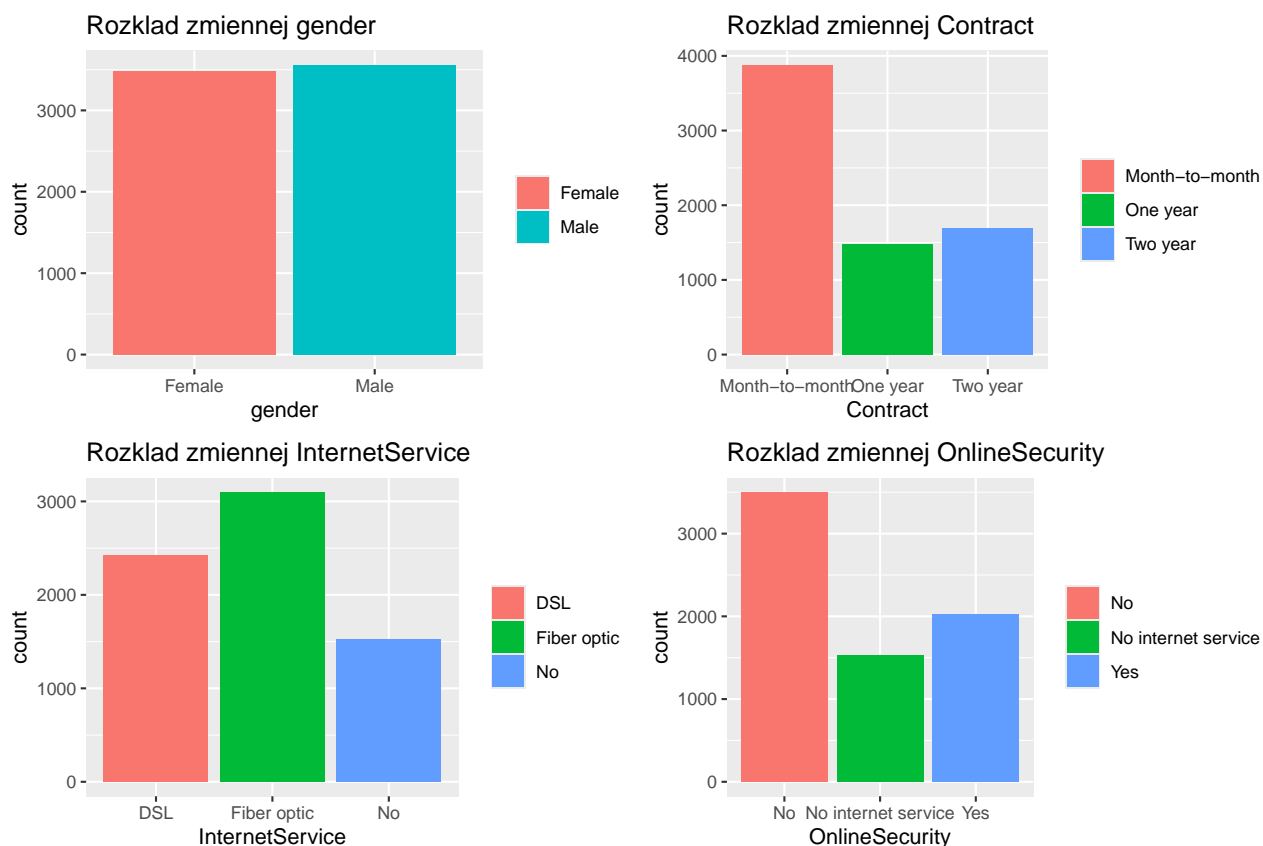 Rozklad zmiennej gender
3000
2000
1000
0
count
Female
Male
gender
Female
Male
Rozklad zmiennej Contract
4000
3000
2000
1000
0
count
Month−to−month
One year
Two year
Contract
Month−to−month
One year
Two year
Rozklad zmiennej InternetService
3000
2000
1000
0
count
DSL
Fiber optic
No
InternetService
DSL
Fiber optic
No
Rozklad zmiennej OnlineSecurity
3000
2000
1000
0
count
No
No internet service
Yes
OnlineSecurity
No
No internet service
Yes